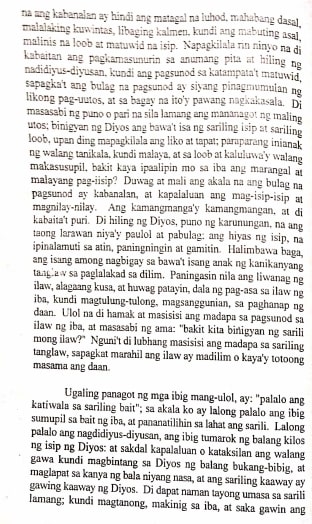 na ang kabanalan ay hindi ang matagal na luhod, mahabang dasal,
malalaking kuwintas, libaging kalmen, kundi ang mabuting asal,
malinis na loob at matuwid na isip. Napagkilala rin ninyo na di
kabaitan ang pagkamasunurin sa anumang pita at hiling ng
nadidiyus-diyusan, kundi ang pagsunod sa katampata't matuwid,
sapagka't ang bulag na pagsunod ay siyang pinagmumulan ng
likong pag-uutos, at sa bagay na ito'y pawang nagkakasala. Di
masasabi ng puno o pari na sila lamang ang mananagot ng maling
utos; binigyan ng Diyos ang bawa't isa ng sariling isip at sariling
loob, upan ding mapagkilala ang liko at tapat; paraparang inianak
ng walang tanikala, kundi malaya, at sa loob at kaluluwa'y walang
makasusupil, bakit kaya ipaalipin mo sa iba ang marangal at
malayang pag-iisip? Duwag at mali ang akala na ang bulag na
pagsunod ay kabanalan, at kapalaluan ang mag-isip-isip at
magnilay-nilay. Ang kamangmanga'y kamangmangan, at di
kabaita't puri. Di hiling ng Diyos, puno ng karunungan, na ang
taong larawan niya'y paulol at pabulag; ang hiyas ng isip, na
ipinalamuti sa atin, paningningin at gamitin. Halimbawa baga,
ang isang amang nagbigay sa bawa't isang anak ng kanikanyang
tanglaw sa paglalakad sa dilim. Paningasin nila ang liwanag ng
ilaw, alagaang kusa, at huwag patayin, dala ng pag-asa sa ilaw ng
iba, kundi magtulung-tulong, magsanggunian, sa paghanap ng
daan. Ulol na di hamak at masisisi ang madapa sa pagsunod sa
ilaw ng iba, at masasabi ng ama: "bakit kita binigyan ng sarili
mong ilaw?" Nguni't di lubhang masisisi ang madapa sa sariling
tanglaw, sapagkat marahil ang ilaw ay madilim o kaya'y totoong
masama ang daan.
Ugaling panagot ng mga ibig mang-ulol, ay: "palalo ang
katiwala sa sariling bait"; sa akala ko ay lalong palalo ang ibig
sumupil sa bait ng iba, at pananatilihin sa lahat ang sarili. Lalong
palalo ang nagdidiyus-diyusan, ang ibig tumarok ng balang kilos
ng isip ng Diyos: at sakdal kapalaluan o kataksilan ang walang
gawa kundi magbintang sa Diyos ng balang bukang-bibig, at
maglapat sa kanya ng bala niyang nasa, at ang sariling kaaway ay
gawing kaaway ng Diyos. Di dapat naman tayong umasa sa sarili
lamang; kundi magtanong, makinig sa iba, at saka gawin ang